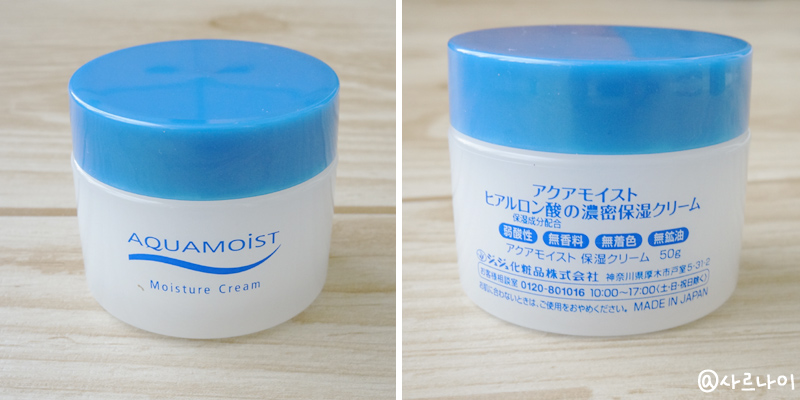 AQUAMOiST
Moisture Cream
アクアモイスト
ヒアルロン酸の濃密保湿クリーム
保湿成分配合
弱酸性 無香料 無着色 無鉱油
アクアモイスト 保湿クリーム 50g
ジュジュ化粧品株式会社 神奈川県厚木市戸室5-31-2
お客様相談室 0120-801016 10:00〜17:00(土・日・祝日除く)
お肌に合わないときは、ご使用をおやめください。 MADE IN JAPAN
@사르나이